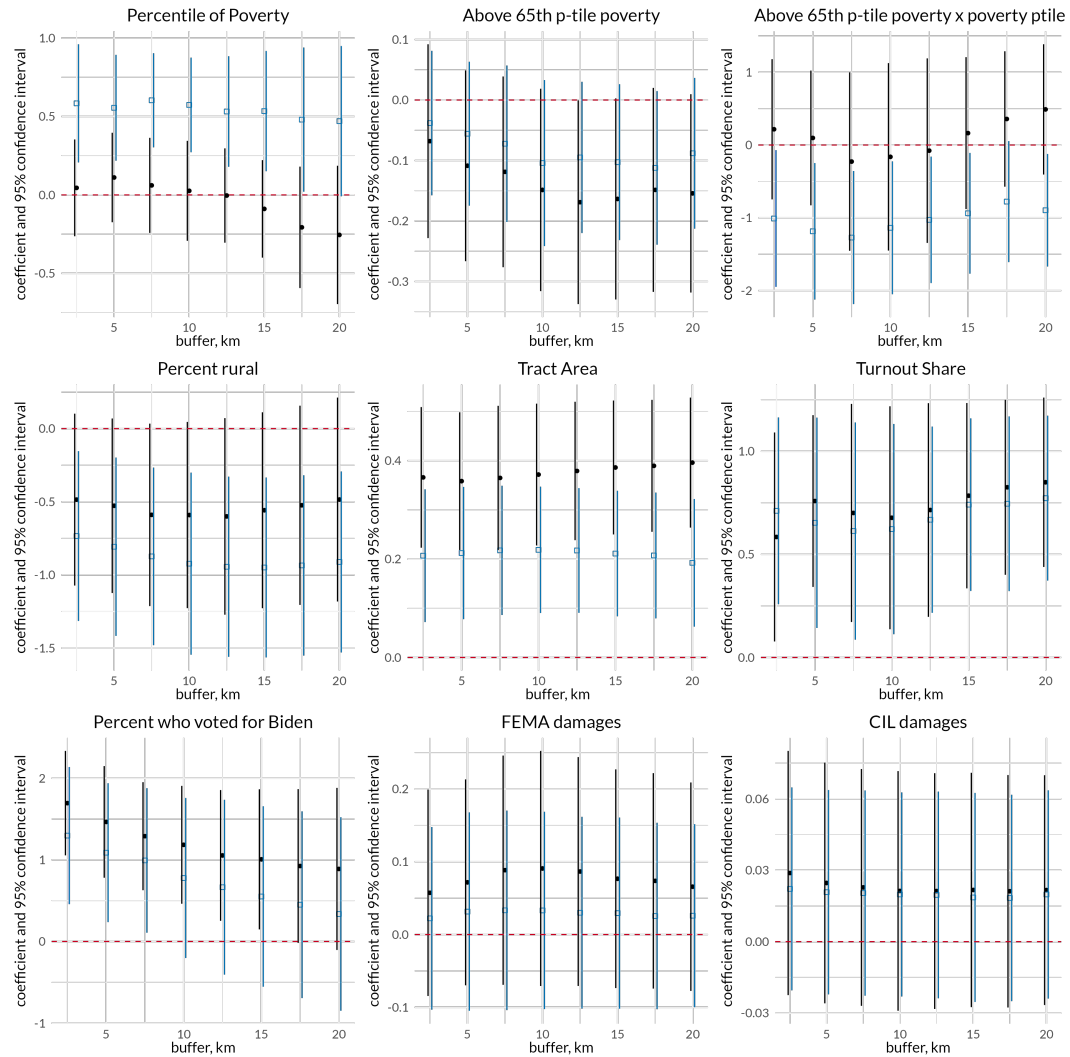 Percentile of Poverty
coefficient and 95% confidence interval
1.0
0.5
0.0
-0.5
5
10
15
20
buffer, km
Above 65th p-tile poverty
coefficient and 95% confidence interval
0.1
0.0
-0.1
-0.2
-0.3
5
10
15
20
buffer, km
Above 65th p-tile poverty x poverty ptile
coefficient and 95% confidence interval
1
0
-1
-2
5
10
15
20
buffer, km
Percent rural
coefficient and 95% confidence interval
0.0
-0.5
-1.0
-1.5
5
10
15
20
buffer, km
Tract Area
coefficient and 95% confidence interval
0.4
0.2
0.0
5
10
15
20
buffer, km
Turnout Share
coefficient and 95% confidence interval
1.0
0.5
0.0
5
10
15
20
buffer, km
Percent who voted for Biden
coefficient and 95% confidence interval
2
1
0
-1
5
10
15
20
buffer, km
FEMA damages
coefficient and 95% confidence interval
0.2
0.1
0.0
-0.1
5
10
15
20
buffer, km
CIL damages
coefficient and 95% confidence interval
0.06
0.03
0.00
-0.03
5
10
15
20
buffer, km